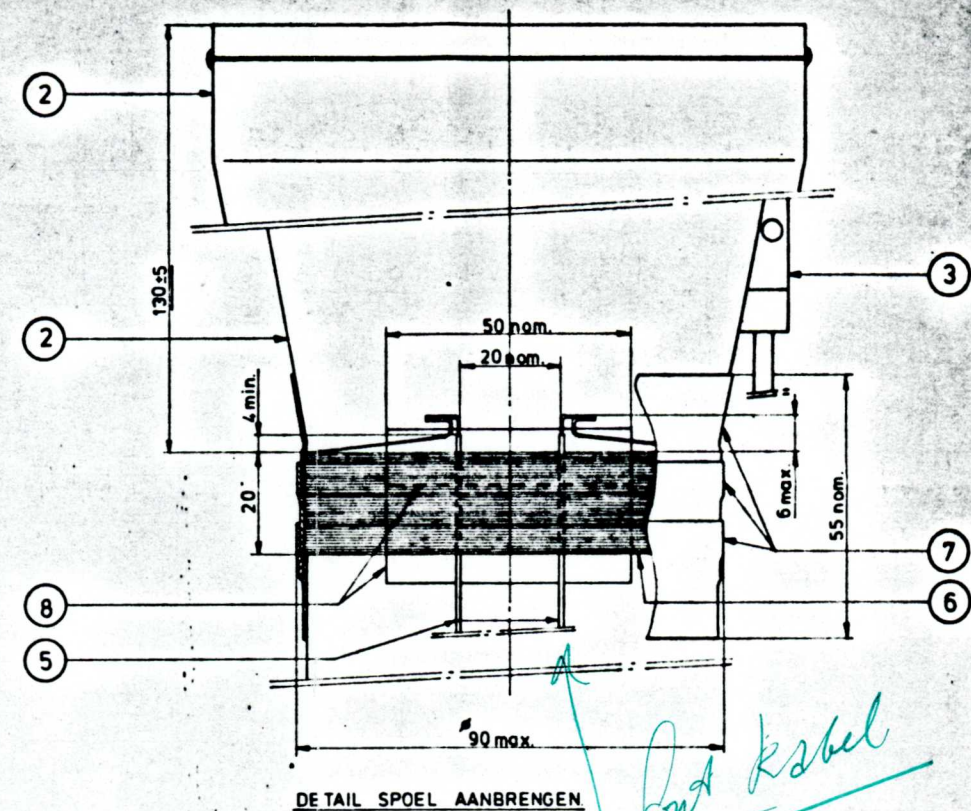 2
130±5
3
2
50 nom.
20 nom.
4 min.
20
6 max.
55 nom.
7
8
6
5
90 max.
DETAIL SPOEL AANBRENGEN
kabel